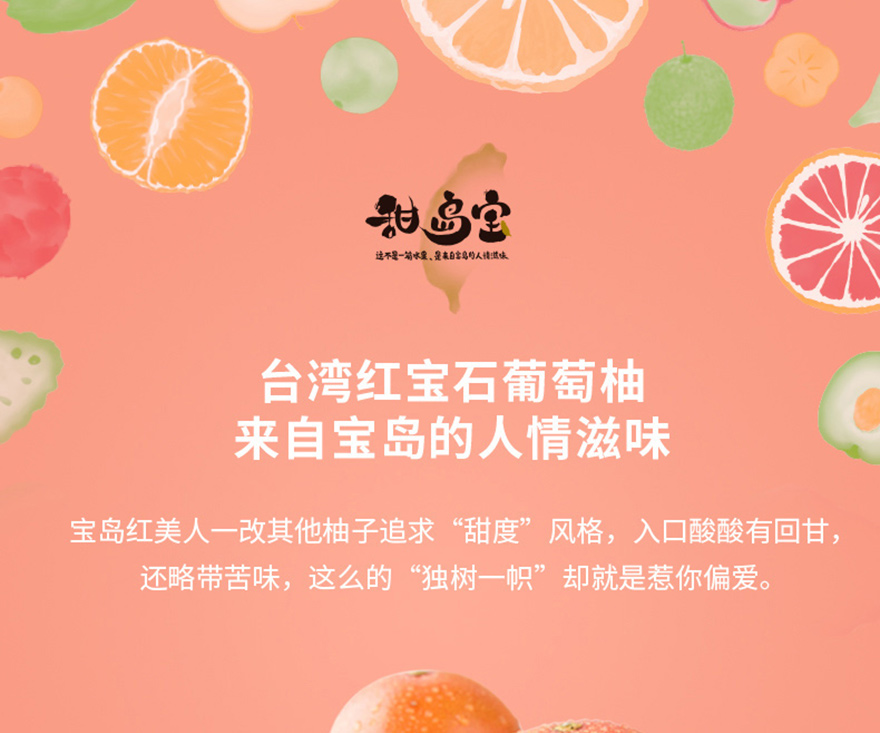 甜岛宝
这不是一箱水果、是来自宝岛的人情滋味
台湾红宝石葡萄柚
来自宝岛的人情滋味
宝岛红美人一改其他柚子追求“甜度”风格，入口酸酸有回甘，
还略带苦味，这么的“独树一帜”却就是惹你偏爱。